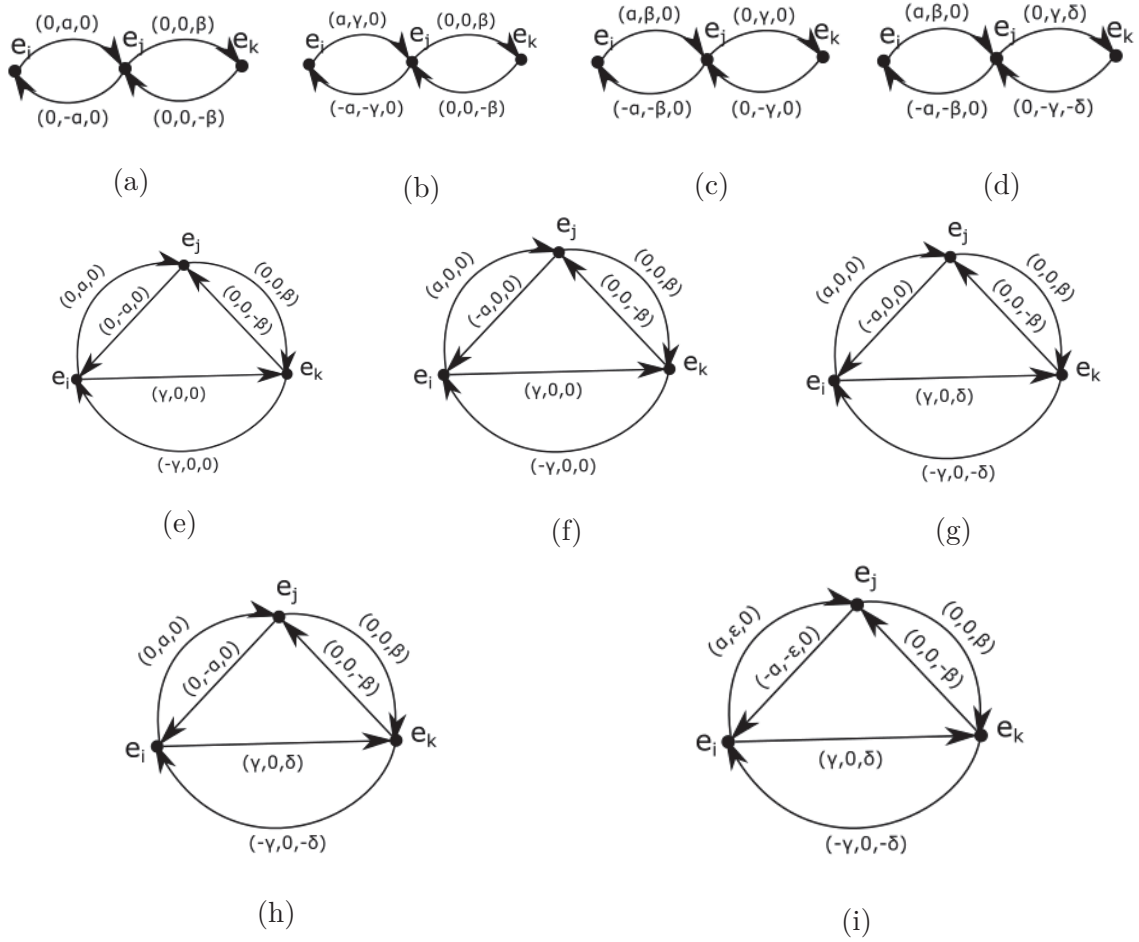 (0,α,0) (0,0,β) (α,γ,0) (0,0,β) (α,β,0) (0,γ,0) (α,β,0) (0,γ,δ)
e_i e_j e_k e_i e_j e_k e_i e_j e_k e_i e_j e_k
(0,-α,0) (0,0,-β) (-α,-γ,0) (0,0,-β) (-α,-β,0) (0,-γ,0) (-α,-β,0) (0,-γ,-δ)
(a) (b) (c) (d)
e_j
(0,α,0) (0,-α,0) (0,0,-β) (0,0,β)
e_i e_k
(γ,0,0)
(-γ,0,0)
(e)
e_j
(α,0,0) (-α,0,0) (0,0,-β) (0,0,β)
e_i e_k
(γ,0,0)
(-γ,0,0)
(f)
e_j
(α,0,0) (-α,0,0) (0,0,-β) (0,0,β)
e_i e_k
(γ,0,δ)
(-γ,0,-δ)
(g)
e_j
(0,α,0) (0,-α,0) (0,0,-β) (0,0,β)
e_i e_k
(γ,0,δ)
(-γ,0,-δ)
(h)
e_j
(α,ε,0) (-α,-ε,0) (0,0,-β) (0,0,β)
e_i e_k
(γ,0,δ)
(-γ,0,-δ)
(i)